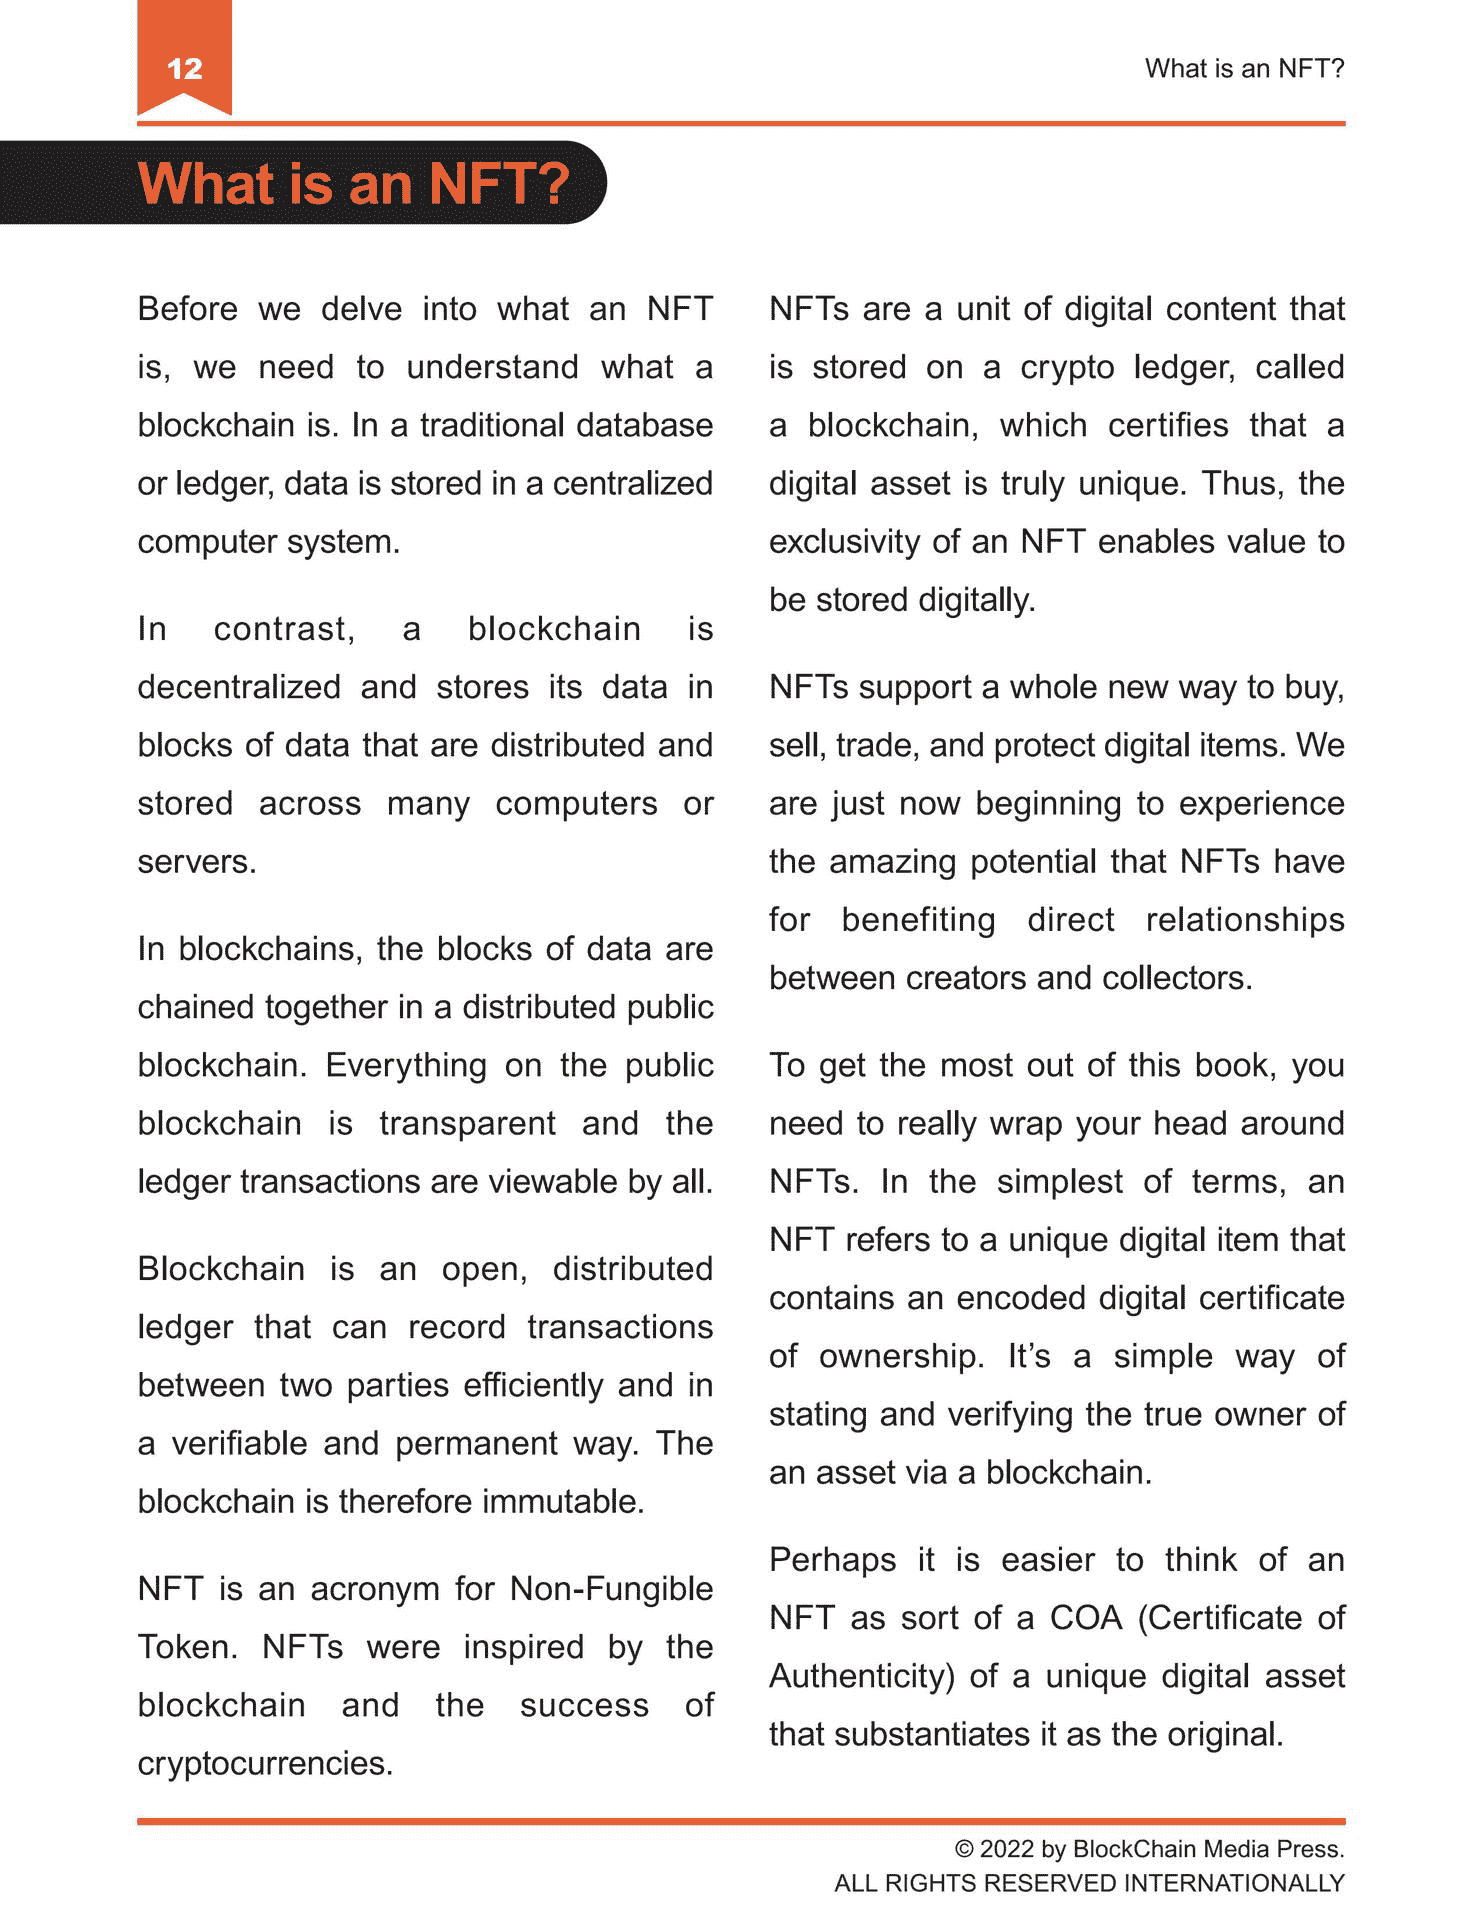 12
What is an NFT?
What is an NFT?
Before we delve into what an NFT
is, we need to understand what a
blockchain is. In a traditional database
or ledger, data is stored in a centralized
computer system.
In contrast, a blockchain is
decentralized and stores its data in
blocks of data that are distributed and
stored across many computers or
servers.
In blockchains, the blocks of data are
chained together in a distributed public
blockchain. Everything on the public
blockchain is transparent and the
ledger transactions are viewable by all.
Blockchain is an open, distributed
ledger that can record transactions
between two parties efficiently and in
a verifiable and permanent way. The
blockchain is therefore immutable.
NFT is an acronym for Non-Fungible
Token. NFTs were inspired by the
blockchain and the success of
cryptocurrencies.
NFTs are a unit of digital content that
is stored on a crypto ledger, called
a blockchain, which certifies that a
digital asset is truly unique. Thus, the
exclusivity of an NFT enables value to
be stored digitally.
NFTs support a whole new way to buy,
sell, trade, and protect digital items. We
are just now beginning to experience
the amazing potential that NFTs have
for benefiting direct relationships
between creators and collectors.
To get the most out of this book, you
need to really wrap your head around
NFTs. In the simplest of terms, an
NFT refers to a unique digital item that
contains an encoded digital certificate
of ownership. It’s a simple way of
stating and verifying the true owner of
an asset via a blockchain.
Perhaps it is easier to think of an
NFT as sort of a COA (Certificate of
Authenticity) of a unique digital asset
that substantiates it as the original.
© 2022 by BlockChain Media Press.
ALL RIGHTS RESERVED INTERNATIONALLY